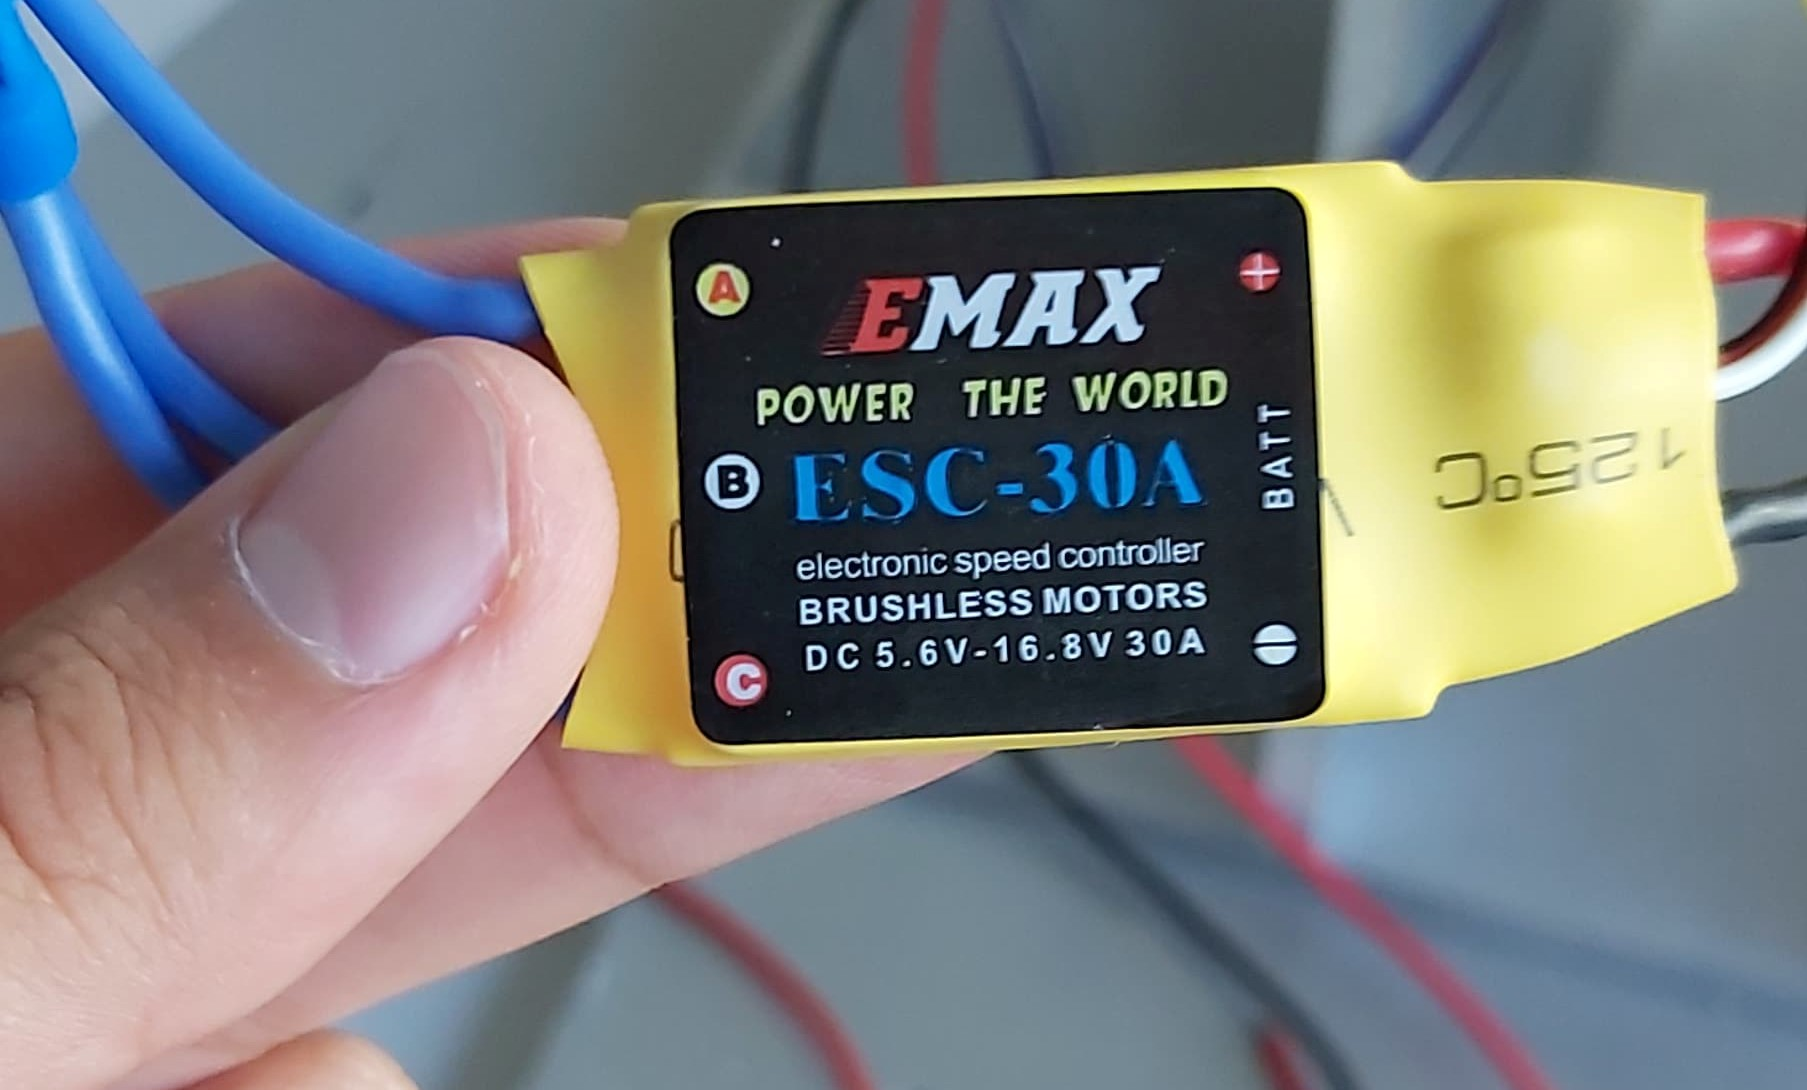 A
EMAX
POWER THE WORLD
B
ESC-30A
BATT
electronic speed controller
BRUSHLESS MOTORS
DC 5.6V-16.8V 30A
C
125°C